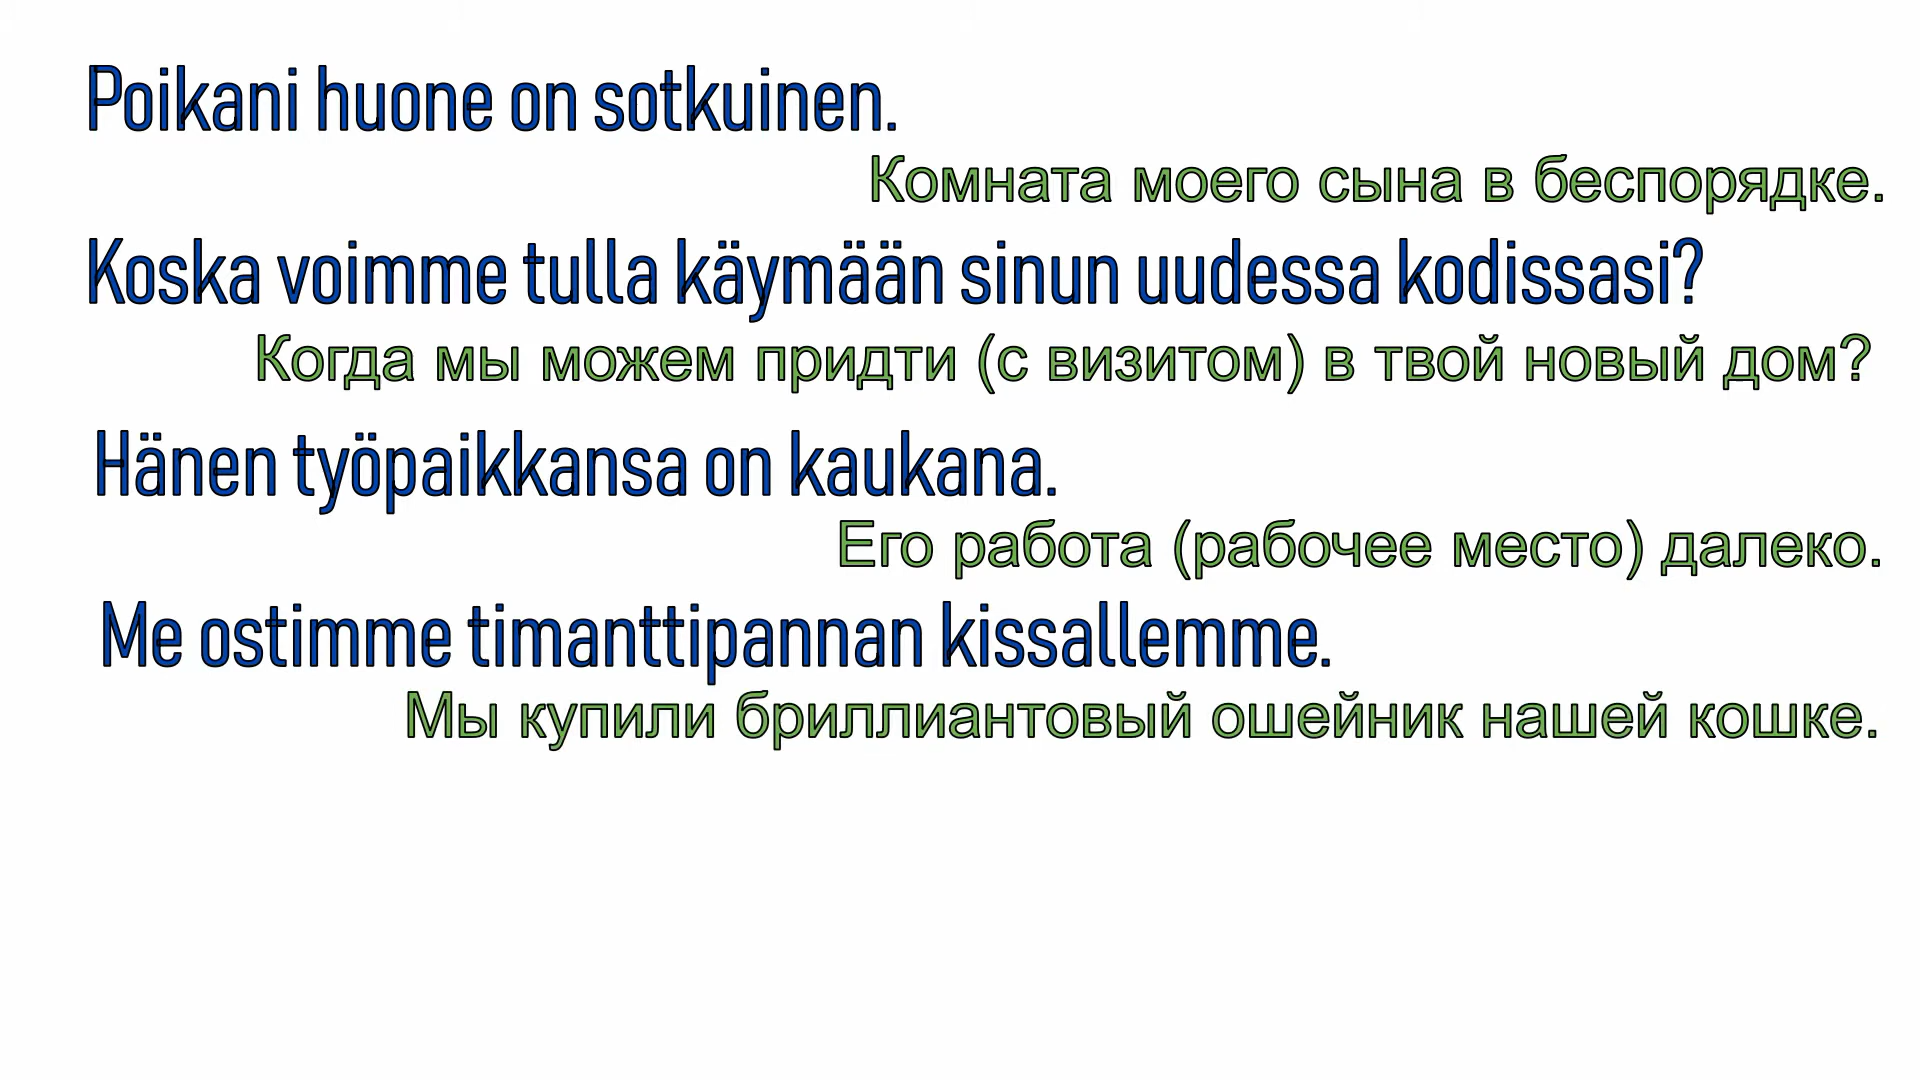 Poikani huone on sotkuinen.
Комната моего сына в беспорядке.
Koska voimme tulla käymään sinun uudessa kodissasi?
Когда мы можем придти (с визитом) в твой новый дом?
Hänen työpaikkansa on kaukana.
Его работа (рабочее место) далеко.
Me ostimme timanttipannan kissallemme.
Мы купили бриллиантовый ошейник нашей кошке.